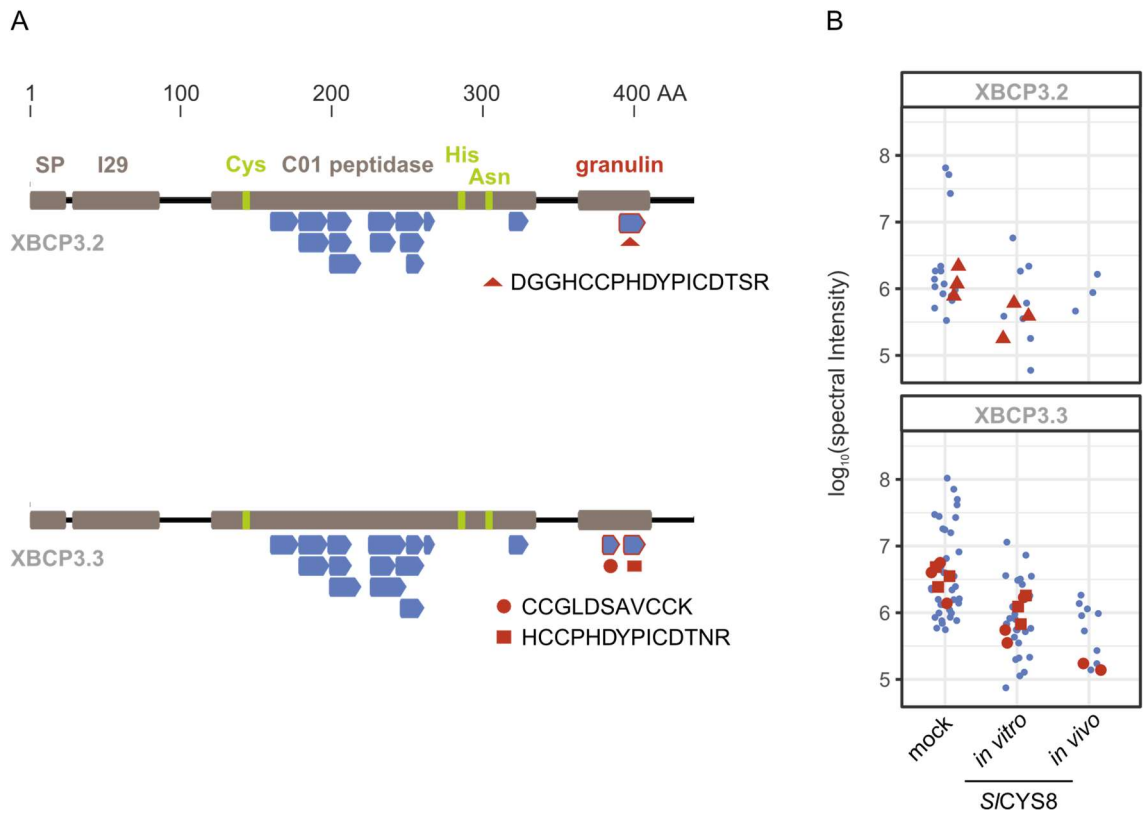 A
1 100 200 300 400 AA
SP I29 Cys C01 peptidase His Asn granulin
XBCP3.2
DGGHCCPHDYPICDTSR
XBCP3.3
CCGLDSAVCCK
HCCPHDYPICDTNR
B
XBCP3.2
8
7
6
5
log₁₀(spectral Intensity)
XBCP3.3
8
7
6
5
mock in vitro in vivo
SlCYS8